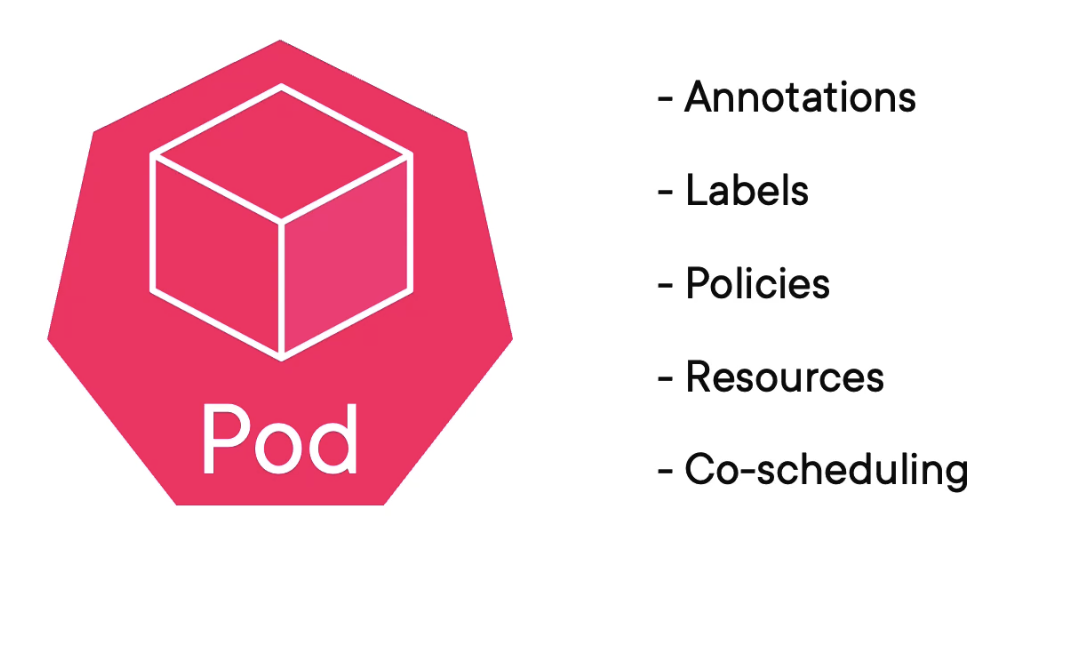 Pod
- Annotations
- Labels
- Policies
- Resources
- Co-scheduling